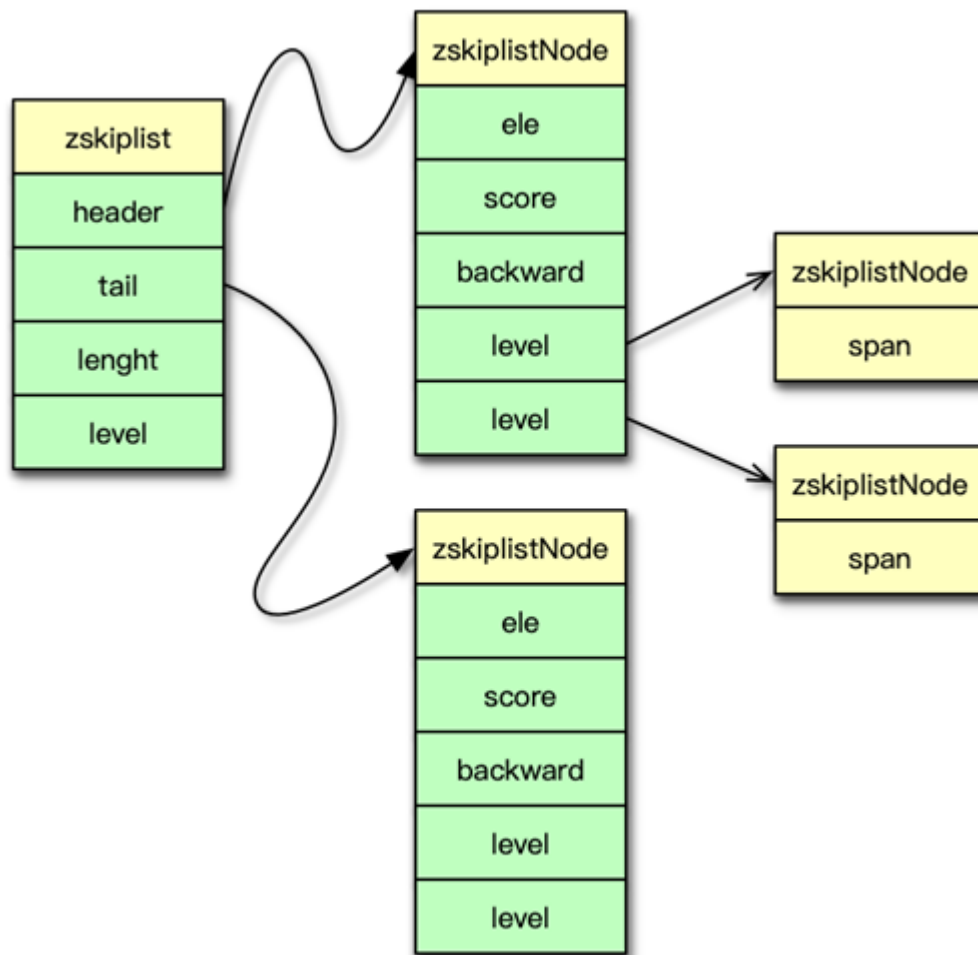 zskiplist
header
tail
lenght
level
zskiplistNode
ele
score
backward
level
level
zskiplistNode
span
zskiplistNode
span
zskiplistNode
ele
score
backward
level
level